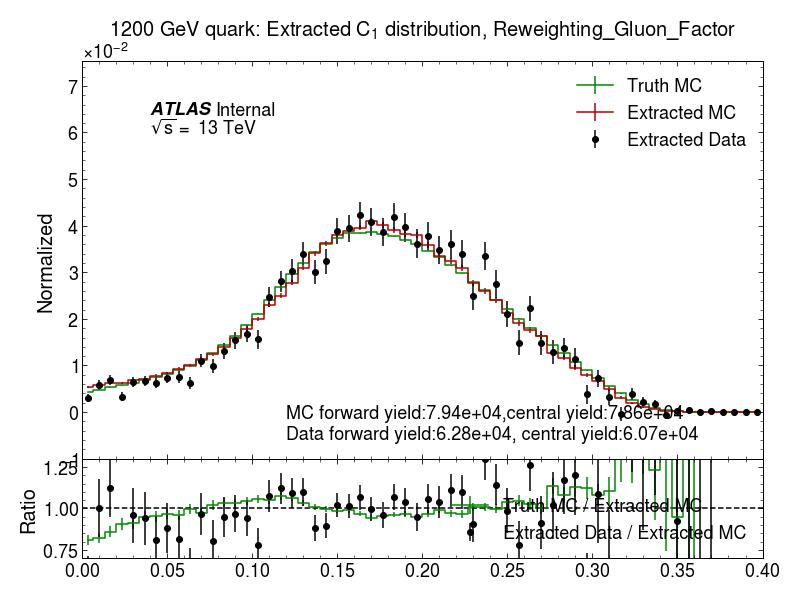 1200 GeV quark: Extracted C₁ distribution, Reweighting_Gluon_Factor
×10⁻²
7
6
5
4
3
2
1
0
1
Normalized
ATLAS Internal
√s = 13 TeV
Truth MC
Extracted MC
Extracted Data
MC forward yield:7.94e+04,central yield:7.86e+04
Data forward yield:6.28e+04, central yield:6.07e+04
1.25
1.00
0.75
Ratio
Truth MC / Extracted MC
Extracted Data / Extracted MC
0.00 0.05 0.10 0.15 0.20 0.25 0.30 0.35 0.40